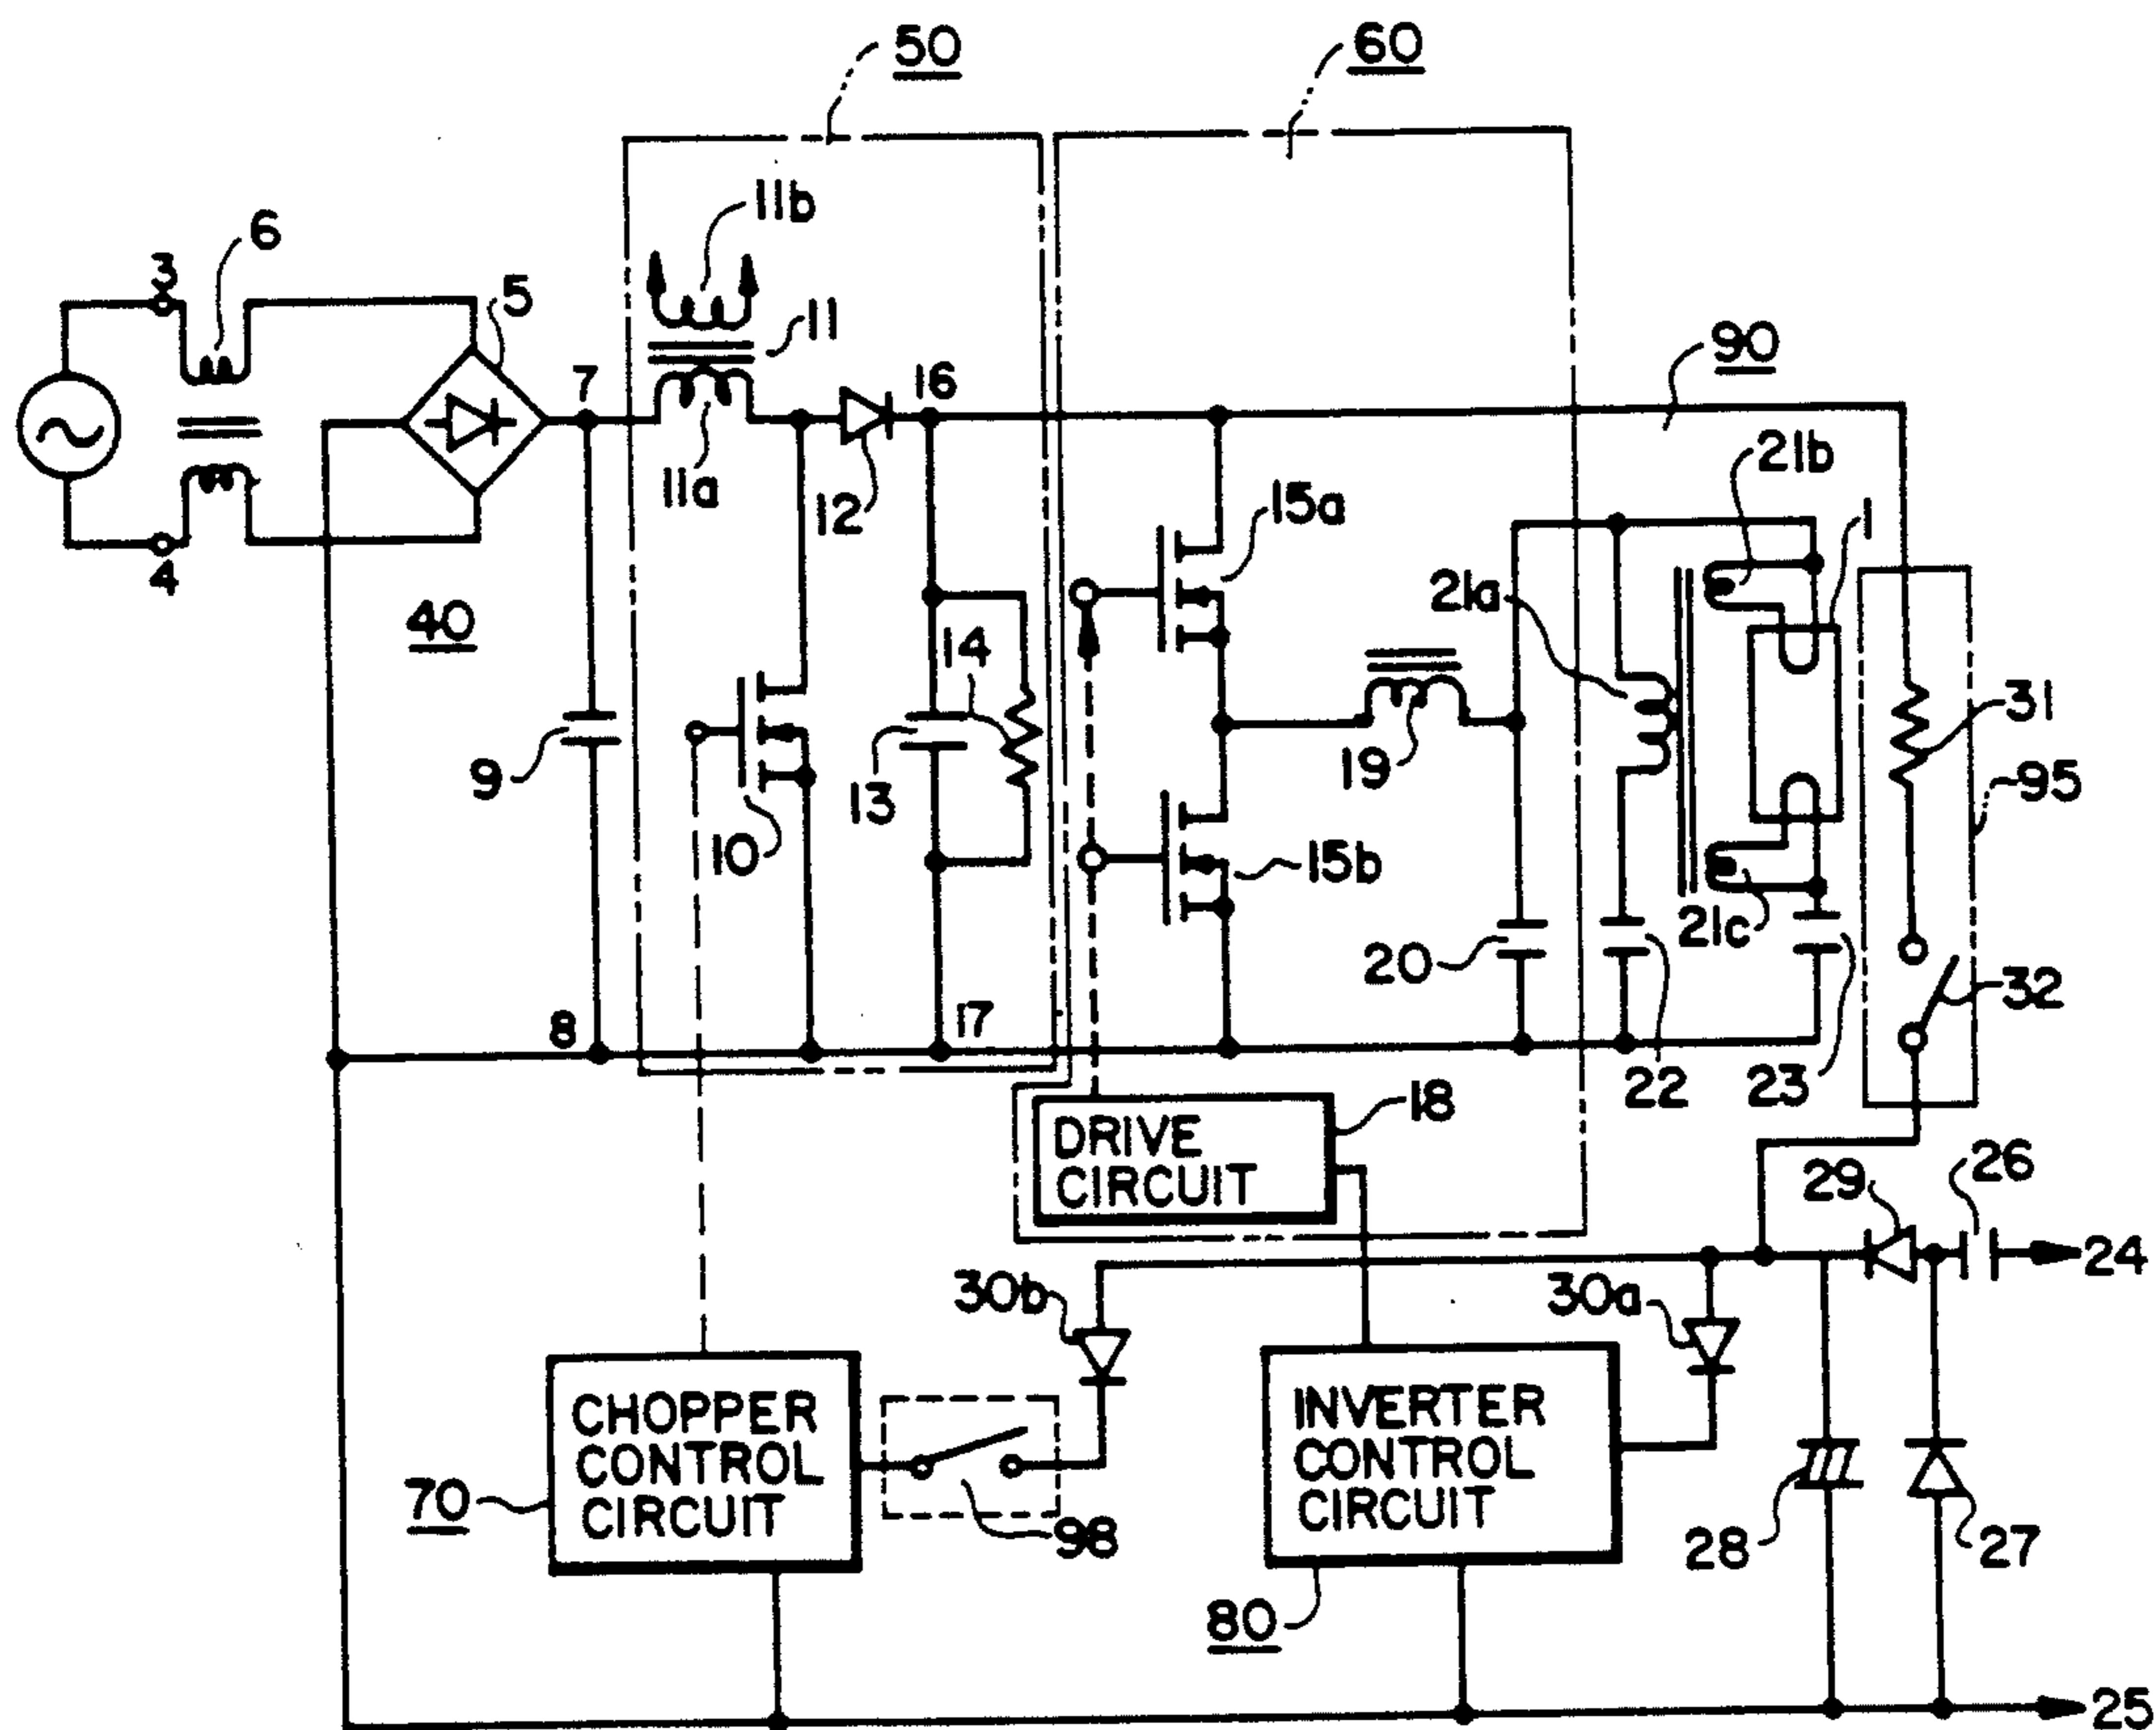 50
60
11b
6
3
5
11
90
7
16
21b
11a
12
15a
1
4
40
21a
14
31
9
19
95
13
10
15b
21c
20
32
8
17
22
23
18
DRIVE
CIRCUIT
29
26
24
30b
30a
CHOPPER
CONTROL
CIRCUIT
INVERTER
CONTROL
CIRCUIT
70
98
28
27
80
25